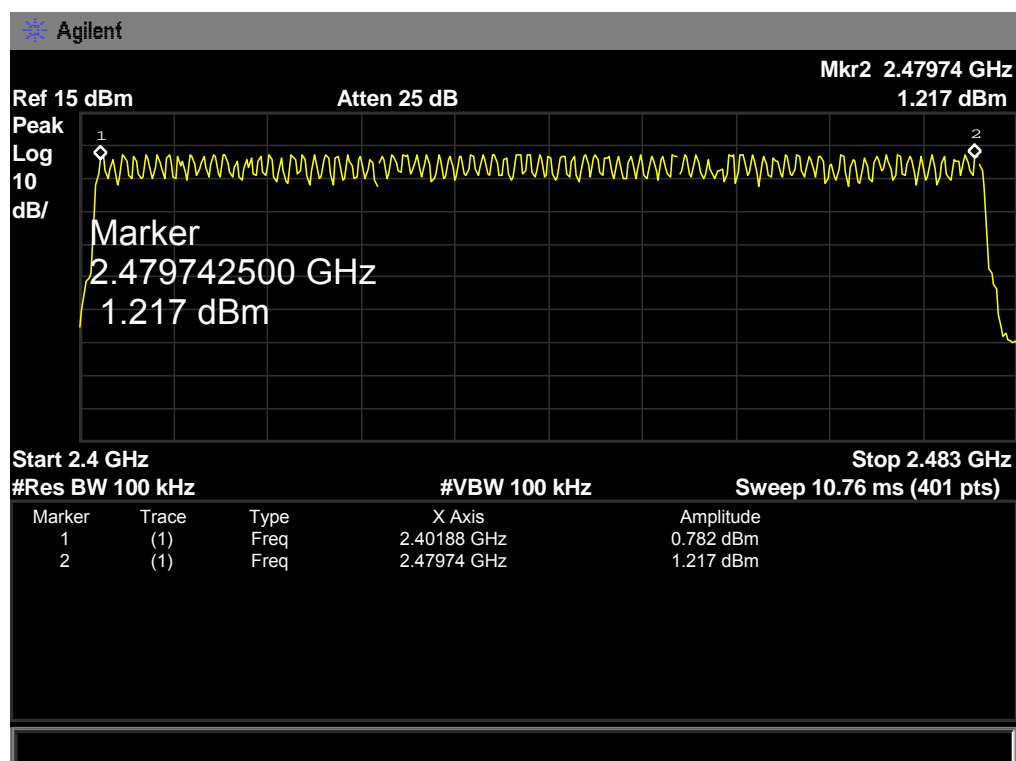 Agilent
Mkr2 2.47974 GHz
Ref 15 dBm Atten 25 dB 1.217 dBm
Peak
Log
10
dB/
1
2
Marker
2.479742500 GHz
1.217 dBm
Start 2.4 GHz Stop 2.483 GHz
#Res BW 100 kHz #VBW 100 kHz Sweep 10.76 ms (401 pts)
Marker Trace Type X Axis Amplitude
1 (1) Freq 2.40188 GHz 0.782 dBm
2 (1) Freq 2.47974 GHz 1.217 dBm